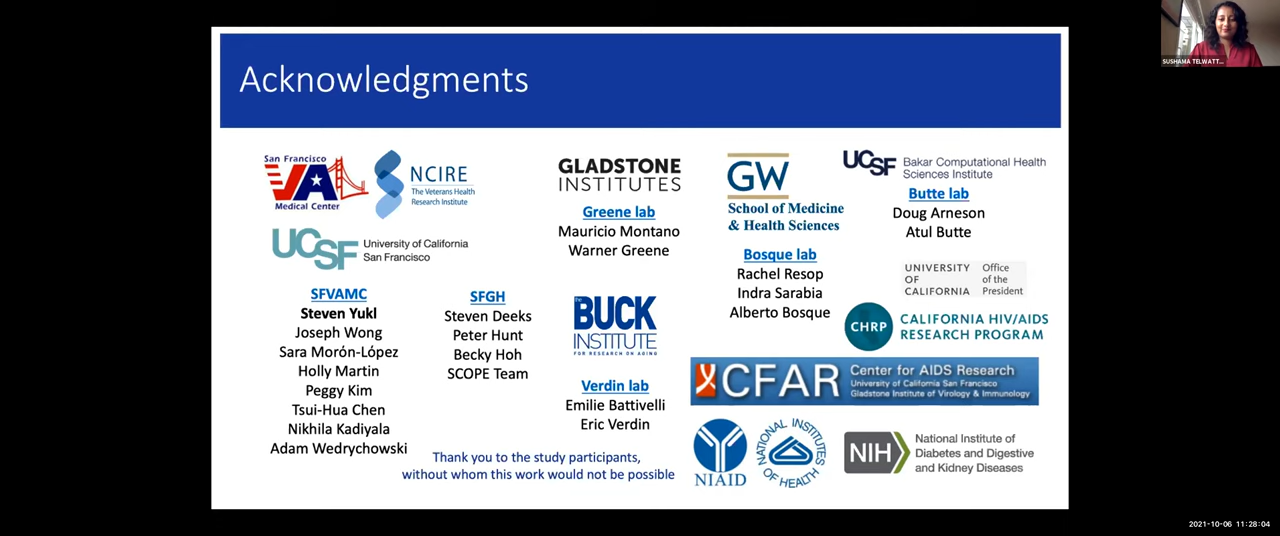 Acknowledgments
SUSHAMA TELWATT...
San Francisco
VA
Medical Center
NCIRE
The Veterans Health
Research Institute
UCSF
University of California
San Francisco
SFVAMC
Steven Yukl
Joseph Wong
Sara Morón-López
Holly Martin
Peggy Kim
Tsui-Hua Chen
Nikhila Kadiyala
Adam Wedrychowski
SFGH
Steven Deeks
Peter Hunt
Becky Hoh
SCOPE Team
GLADSTONE
INSTITUTES
Greene lab
Mauricio Montano
Warner Greene
the
BUCK
INSTITUTE
FOR RESEARCH ON AGING
Verdin lab
Emilie Battivelli
Eric Verdin
Thank you to the study participants,
without whom this work would not be possible
GW
School of Medicine
& Health Sciences
Bosque lab
Rachel Resop
Indra Sarabia
Alberto Bosque
UCSF
Bakar Computational Health
Sciences Institute
Butte lab
Doug Arneson
Atul Butte
UNIVERSITY
OF
CALIFORNIA
Office
of the
President
CHRP
CALIFORNIA HIV/AIDS
RESEARCH PROGRAM
CFAR
Center for AIDS Research
University of California San Francisco
Gladstone Institute of Virology & Immunology
NIAID
NATIONAL INSTITUTES
OF HEALTH
NIH
National Institute of
Diabetes and Digestive
and Kidney Diseases
2021-10-06 11:28:04